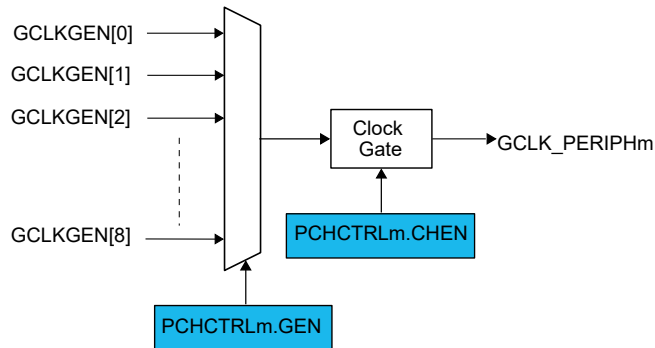 GCLKGEN[0]
GCLKGEN[1]
GCLKGEN[2]
Clock
Gate
GCLK_PERIPHm
GCLKGEN[8]
PCHCTRLm.CHEN
PCHCTRLm.GEN